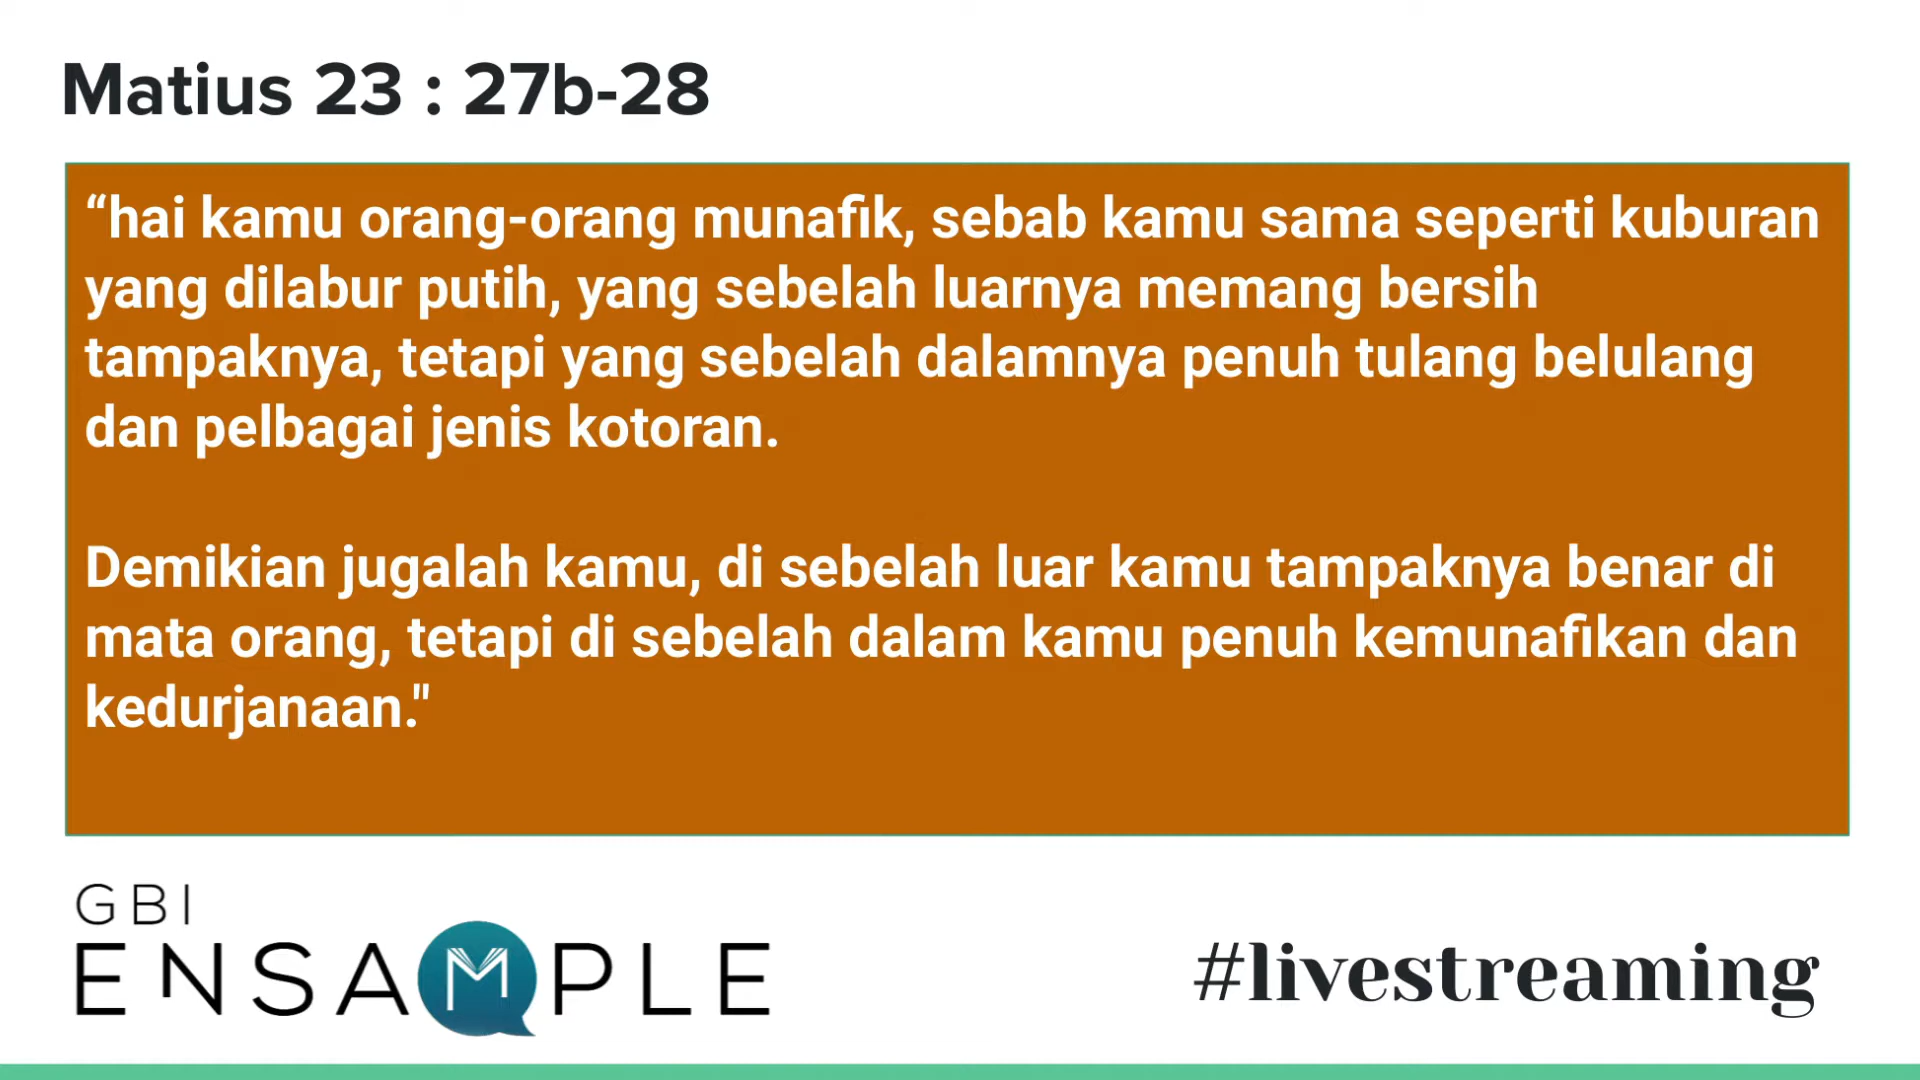 Matius 23 : 27b-28
“hai kamu orang-orang munafik, sebab kamu sama seperti kuburan
yang dilabur putih, yang sebelah luarnya memang bersih
tampaknya, tetapi yang sebelah dalamnya penuh tulang belulang
dan pelbagai jenis kotoran.
Demikian jugalah kamu, di sebelah luar kamu tampaknya benar di
mata orang, tetapi di sebelah dalam kamu penuh kemunafikan dan
kedurjanaan."
GBI
ENSAMPLE
#livestreaming